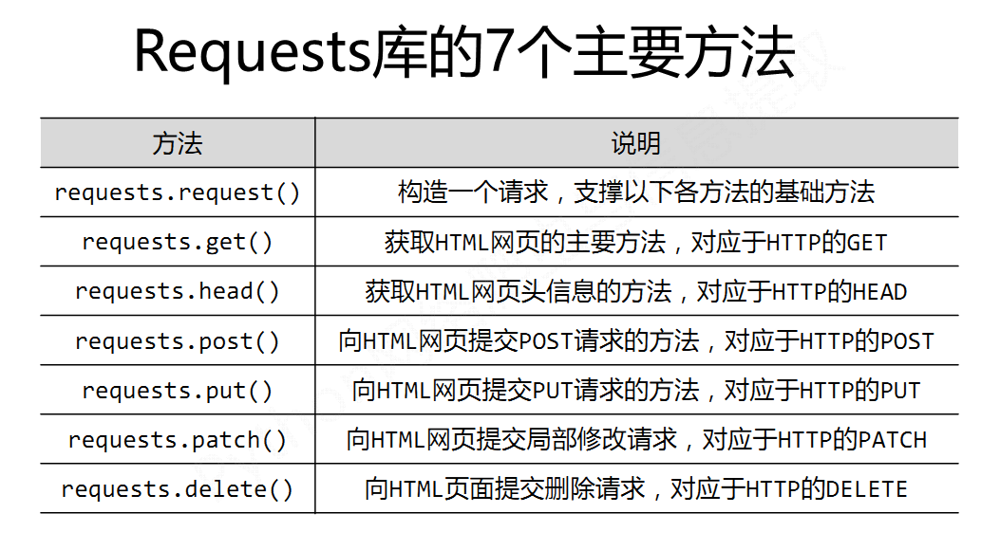 Requests库的7个主要方法
方法 说明
requests.request() 构造一个请求，支撑以下各方法的基础方法
requests.get() 获取HTML网页的主要方法，对应于HTTP的GET
requests.head() 获取HTML网页头信息的方法，对应于HTTP的HEAD
requests.post() 向HTML网页提交POST请求的方法，对应于HTTP的POST
requests.put() 向HTML网页提交PUT请求的方法，对应于HTTP的PUT
requests.patch() 向HTML网页提交局部修改请求，对应于HTTP的PATCH
requests.delete() 向HTML页面提交删除请求，对应于HTTP的DELETE